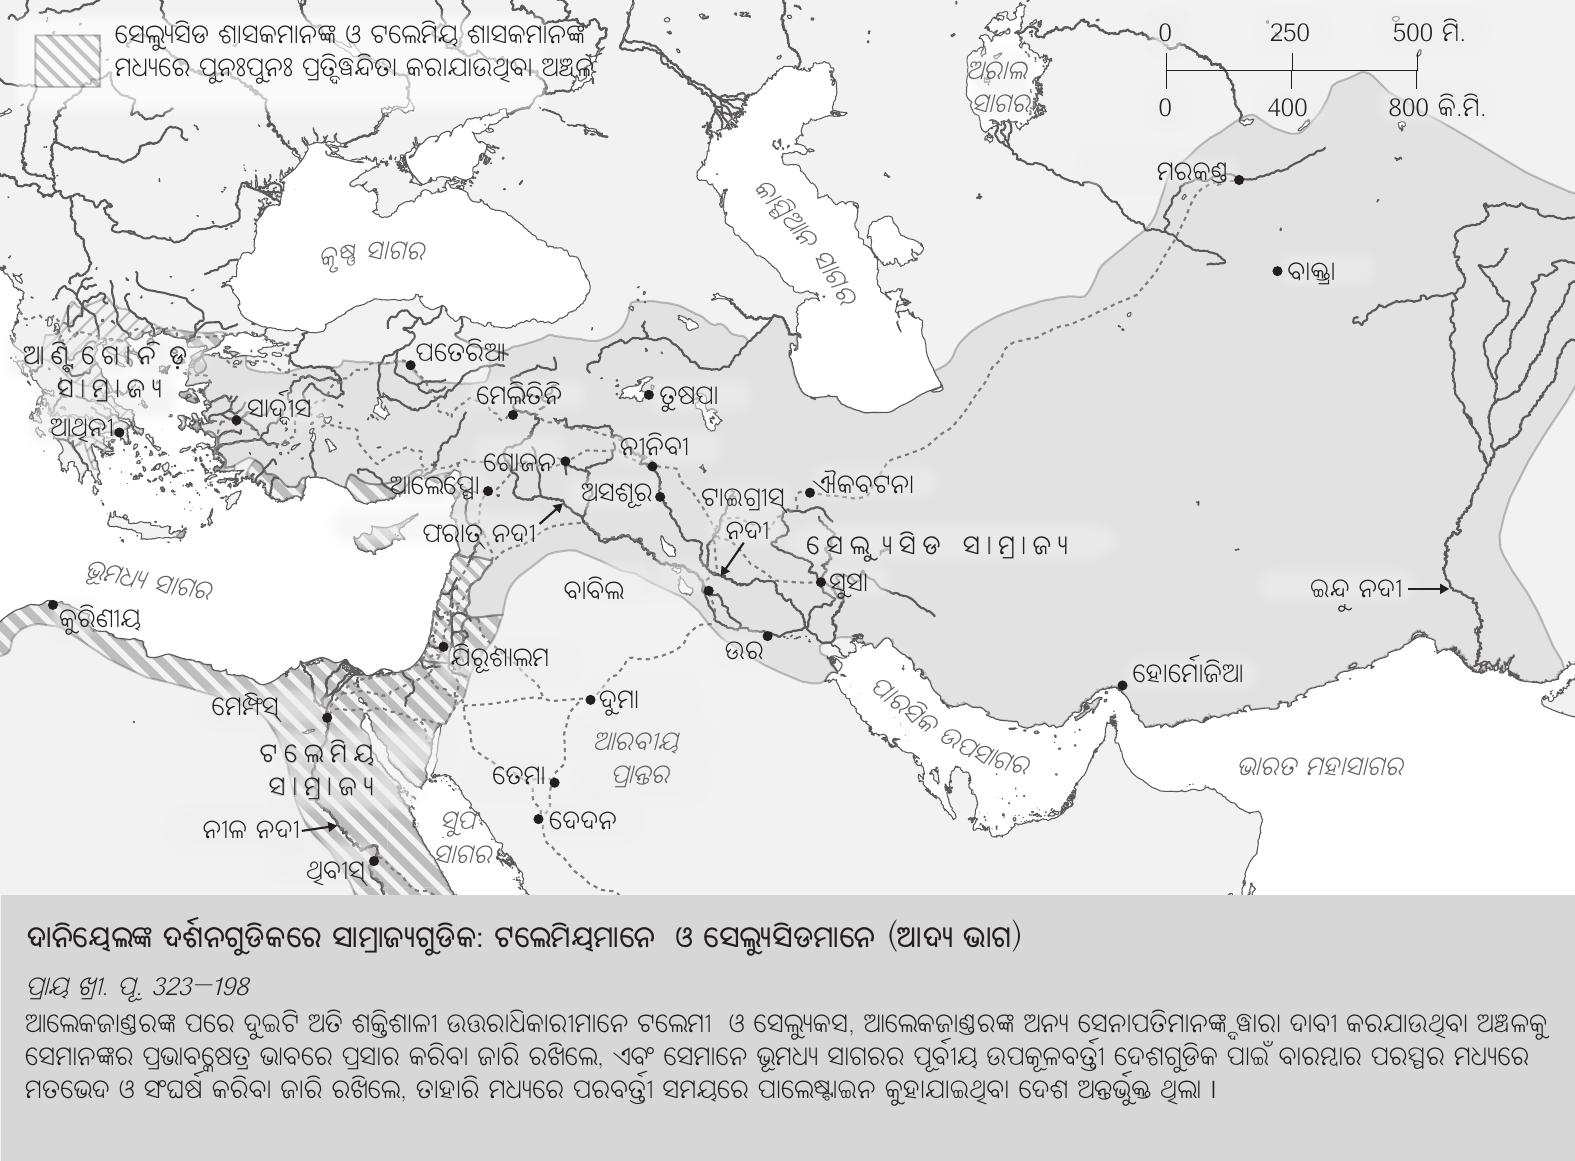 ସେଲ୍ୟୁସିଡ ଶାସକମାନଙ୍କ ଓ ଟଲେମିୟ ଶାସକମାନଙ୍କ
ମଧ୍ୟରେ ପୁନଃପୁନଃ ପ୍ରତିଦ୍ୱନ୍ଦିତା କରାଯାଉଥିବା ଅଞ୍ଚଳ
0 250 500 ମି.
0 400 800 କି.ମି.
ଅରାଲ
ସାଗର
ମରକଣ୍ଡ
କାସ୍ପିଆନ ସାଗର
କୃଷ୍ଣ ସାଗର
ବାକ୍ତ୍ରା
ଆଣ୍ଟିଗୋନିଡ଼
ସାମ୍ରାଜ୍ୟ
ପତେରିଆ
ମେଲିତିନି
ତୁଷପା
ସାର୍ଦ୍ଦୀସ
ଆଥିନୀ
ନୀନିବୀ
ଗୋଜନ
ଆଲେପ୍ପୋ
ଅସଶୂର
ଟାଇଗ୍ରୀସ୍
ନଦୀ
ଐକବଟନା
ଫରାତ୍ ନଦୀ
ସେଲ୍ୟୁସିଡ ସାମ୍ରାଜ୍ୟ
ଭୂମଧ୍ୟ ସାଗର
ବାବିଲ
ସୁସା
ଇନ୍ଦୁ ନଦୀ
କୁରିଣୀୟ
ଯିରୂଶାଲମ
ଉର
ହୋର୍ମୋଜିଆ
ମେମ୍ଫିସ୍
ଦୁମା
ପାରସିକ ଉପସାଗର
ଟଲେମିୟ
ସାମ୍ରାଜ୍ୟ
ଆରବୀୟ
ପ୍ରାନ୍ତର
ତେମା
ଭାରତ ମହାସାଗର
ନୀଳ ନଦୀ
ସୁପ
ସାଗର
ଦେଦନ
ଥିବୀସ୍
ଦାନିୟେଲଙ୍କ ଦର୍ଶନଗୁଡିକରେ ସାମ୍ରାଜ୍ୟଗୁଡିକ: ଟଲେମିୟମାନେ ଓ ସେଲ୍ୟୁସିଡମାନେ (ଆଦ୍ୟ ଭାଗ)
ପ୍ରାୟ ଖ୍ରୀ. ପୂ. 323–198
ଆଲେକଜାଣ୍ଡରଙ୍କ ପରେ ଦୁଇଟି ଅତି ଶକ୍ତିଶାଳୀ ଉତ୍ତରାଧିକାରୀମାନେ ଟଲେମୀ ଓ ସେଲ୍ୟୁକସ, ଆଲେକଜାଣ୍ଡରଙ୍କ ଅନ୍ୟ ସେନାପତିମାନଙ୍କ ଦ୍ୱାରା ଦାବୀ କରଯାଉଥିବା ଅଞ୍ଚଳକୁ
ସେମାନଙ୍କର ପ୍ରଭାବକ୍ଷେତ୍ର ଭାବରେ ପ୍ରସାର କରିବା ଜାରି ରଖିଲେ, ଏବଂ ସେମାନେ ଭୂମଧ୍ୟ ସାଗରର ପୂର୍ବୀୟ ଉପକୂଳବର୍ତ୍ତୀ ଦେଶଗୁଡିକ ପାଇଁ ବାରମ୍ବାର ପରସ୍ପର ମଧ୍ୟରେ
ମତଭେଦ ଓ ସଂଘର୍ଷ କରିବା ଜାରି ରଖିଲେ, ତାହାରି ମଧ୍ୟରେ ପରବର୍ତ୍ତୀ ସମୟରେ ପାଲେଷ୍ଟାଇନ କୁହାଯାଇଥିବା ଦେଶ ଅନ୍ତର୍ଭୁକ୍ତ ଥିଲା ।